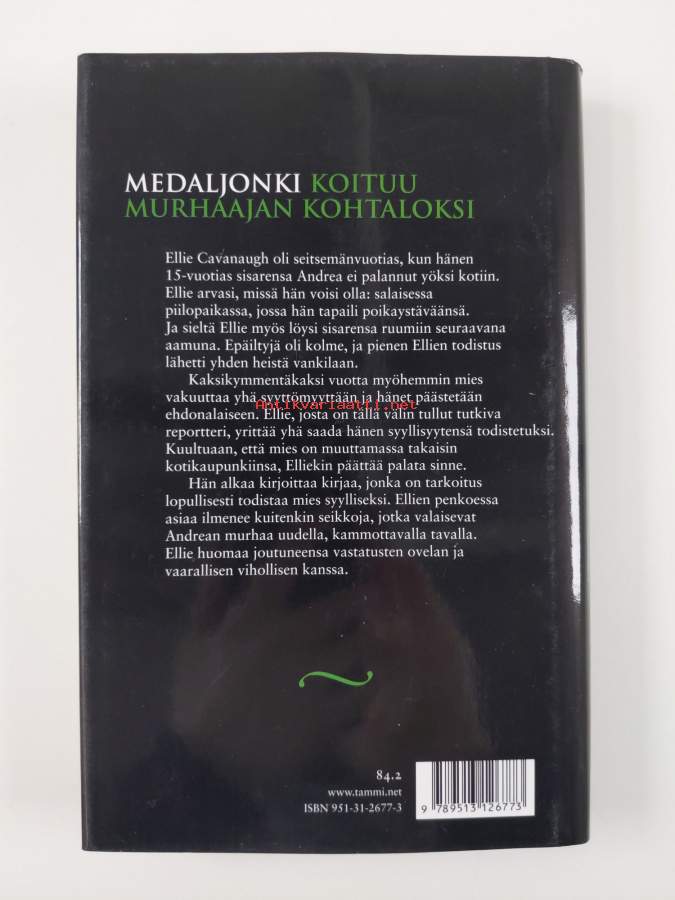 MEDALJONKI KOITUU
MURHAAJAN KOHTALOKSI
Ellie Cavanaugh oli seitsemänvuotias, kun hänen
15-vuotias sisarensa Andrea ei palannut yöksi kotiin.
Ellie arvasi, missä hän voisi olla: salaisessa
piilopaikassa, jossa hän tapaili poikaystäväänsä.
Ja sieltä Ellie myös löysi sisarensa ruumiin seuraavana
aamuna. Epäiltyjä oli kolme, ja pienen Ellien todistus
lähetti yhden heistä vankilaan.
Kaksikymmentäkaksi vuotta myöhemmin mies
vakuuttaa yhä syyttömyyttään ja hänet päästetään
Antikvariaatti.net
ehdonalaiseen. Ellie, josta on tällä välin tullut tutkiva
reportteri, yrittää yhä saada hänen syyllisyytensä todistetuksi.
Kuultuaan, että mies on muuttamassa takaisin
kotikaupunkiinsa, Elliekin päättää palata sinne.
Hän alkaa kirjoittaa kirjaa, jonka on tarkoitus
lopullisesti todistaa mies syylliseksi. Ellien penkoessa
asiaa ilmenee kuitenkin seikkoja, jotka valaisevat
Andrean murhaa uudella, kammottavalla tavalla.
Ellie huomaa joutuneensa vastatusten ovelan ja
vaarallisen vihollisen kanssa.
84.2
www.tammi.net
ISBN 951-31-2677-3
9 789513 126773